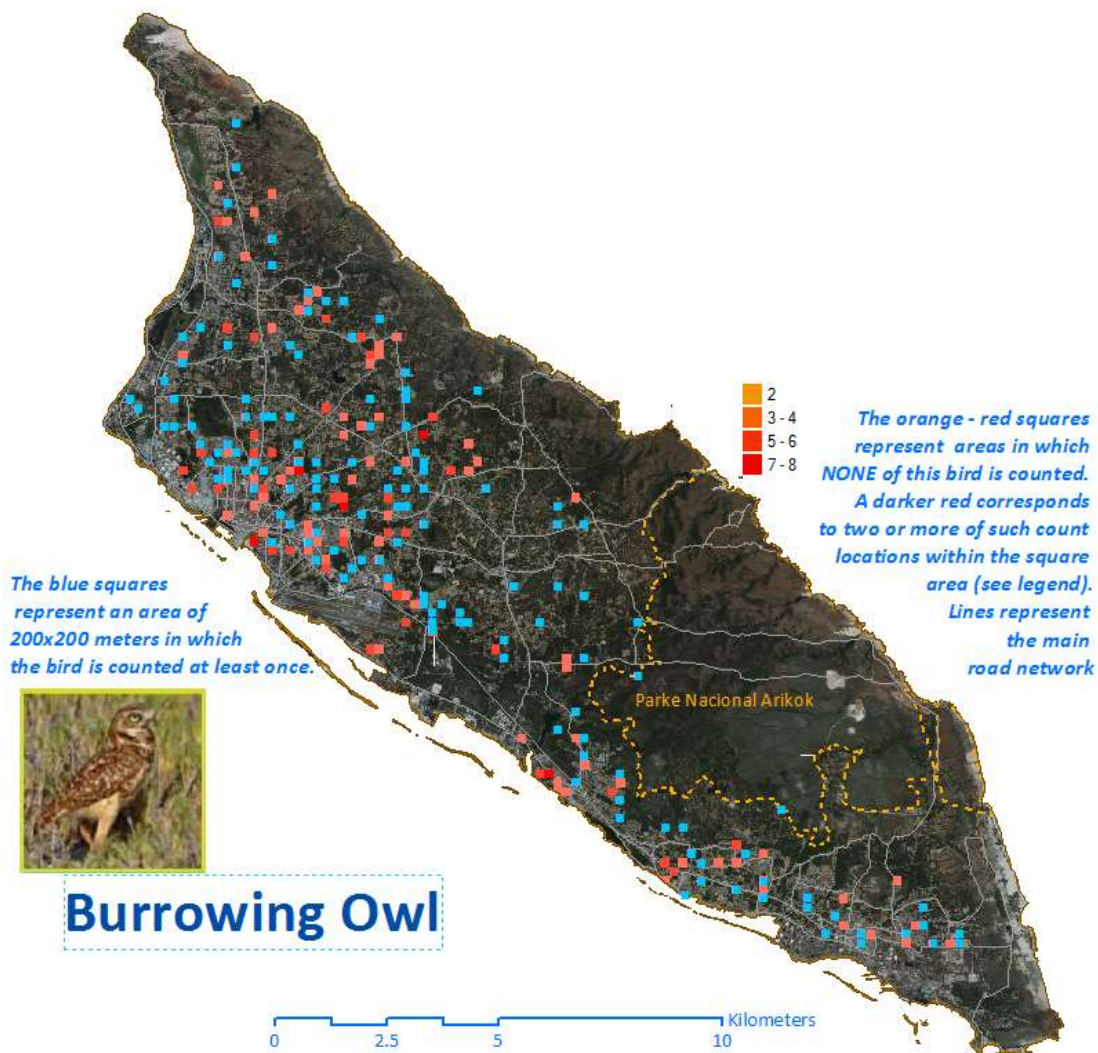 2
3 - 4
5 - 6
7 - 8
The orange - red squares
represent areas in which
NONE of this bird is counted.
A darker red corresponds
to two or more of such count
locations within the square
area (see legend).
Lines represent
the main
road network
The blue squares
represent an area of
200x200 meters in which
the bird is counted at least once.
Parke Nacional Arikok
Burrowing Owl
Kilometers
0 2.5 5 10